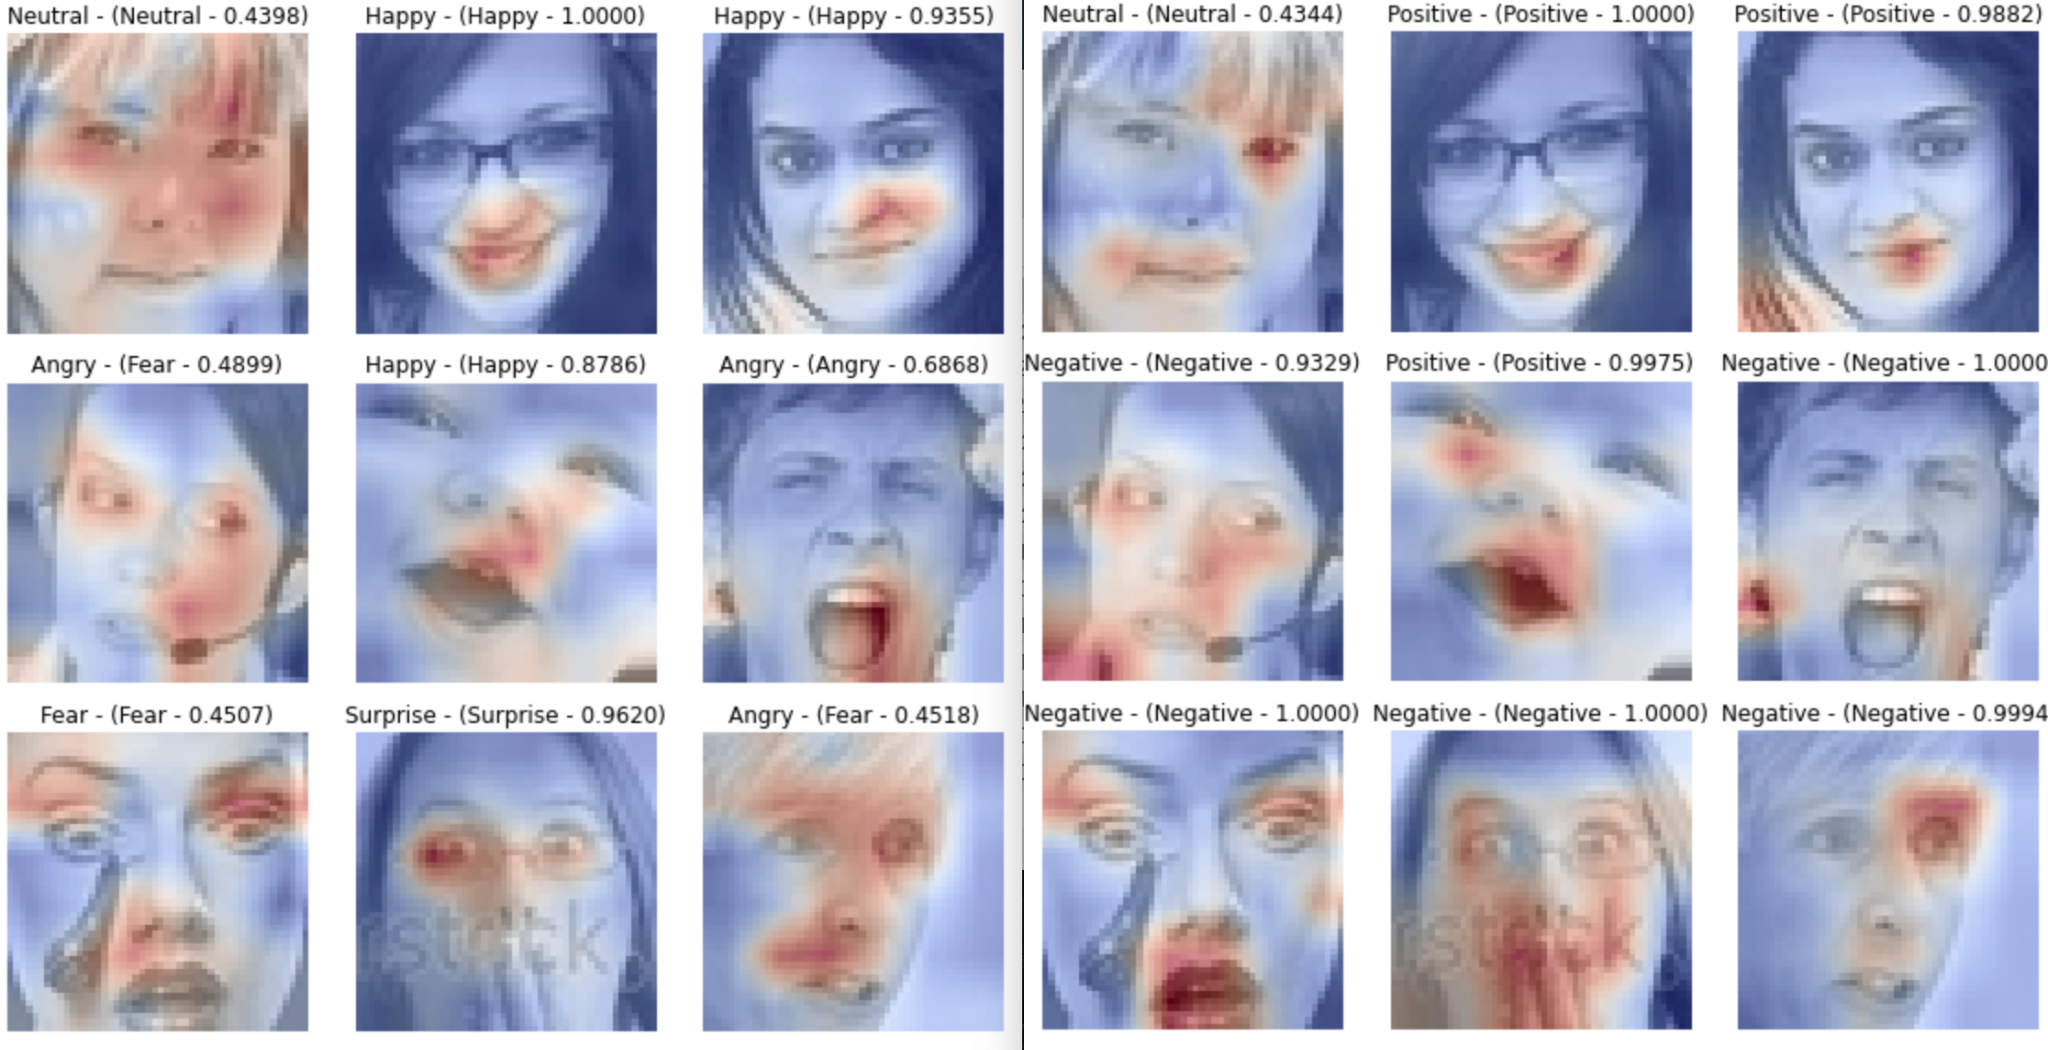 Neutral - (Neutral - 0.4398)
Happy - (Happy - 1.0000)
Happy - (Happy - 0.9355)
Neutral - (Neutral - 0.4344)
Positive - (Positive - 1.0000)
Positive - (Positive - 0.9882)
Angry - (Fear - 0.4899)
Happy - (Happy - 0.8786)
Angry - (Angry - 0.6868)
Negative - (Negative - 0.9329)
Positive - (Positive - 0.9975)
Negative - (Negative - 1.0000
Fear - (Fear - 0.4507)
Surprise - (Surprise - 0.9620)
Angry - (Fear - 0.4518)
Negative - (Negative - 1.0000)
Negative - (Negative - 1.0000)
Negative - (Negative - 0.9994